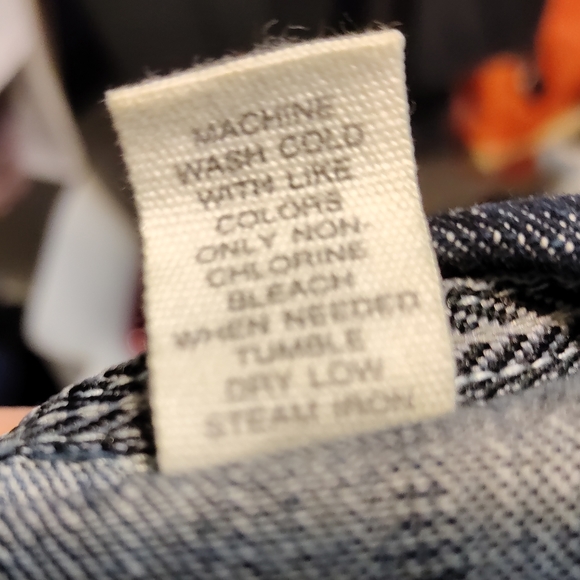 MACHINE
WASH COLD
WITH LIKE
COLORS
ONLY NON-
CHLORINE
BLEACH
WHEN NEEDED
TUMBLE
DRY LOW
STEAM IRON